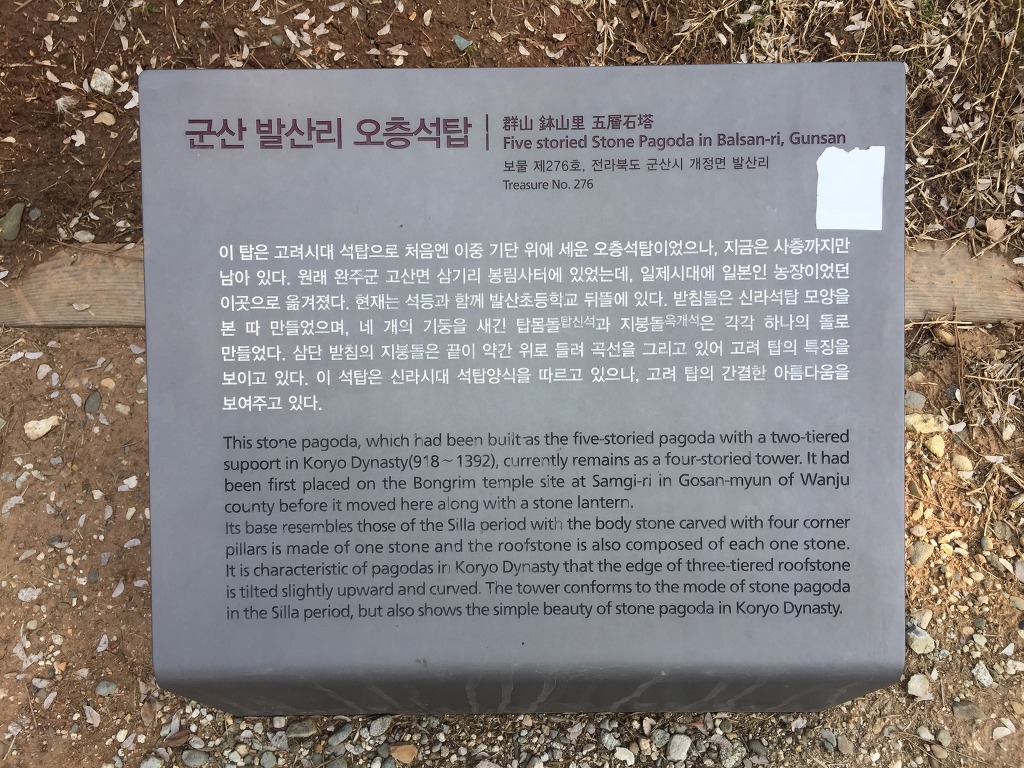 군산 발산리 오층석탑
群山 鉢山里 五層石塔
Five storied Stone Pagoda in Balsan-ri, Gunsan
보물 제276호, 전라북도 군산시 개정면 발산리
Treasure No. 276
이 탑은 고려시대 석탑으로 처음엔 이중 기단 위에 세운 오층석탑이었으나, 지금은 사층까지만
남아 있다. 원래 완주군 고산면 삼기리 봉림사터에 있었는데, 일제시대에 일본인 농장이었던
이곳으로 옮겨졌다. 현재는 석등과 함께 발산초등학교 뒤뜰에 있다. 받침돌은 신라석탑 모양을
본 따 만들었으며, 네 개의 기둥을 새긴 탑몸돌탑신석과 지붕돌옥개석은 각각 하나의 돌로
만들었다. 삼단 받침의 지붕돌은 끝이 약간 위로 들려 곡선을 그리고 있어 고려 탑의 특징을
보이고 있다. 이 석탑은 신라시대 석탑양식을 따르고 있으나, 고려 탑의 간결한 아름다움을
보여주고 있다.
This stone pagoda, which had been built as the five-storied pagoda with a two-tiered
support in Koryo Dynasty(918~1392), currently remains as a four-storied tower. It had
been first placed on the Bongrim temple site at Samgi-ri in Gosan-myun of Wanju
county before it moved here along with a stone lantern.
Its base resembles those of the Silla period with the body stone carved with four corner
pillars is made of one stone and the roofstone is also composed of each one stone.
It is characteristic of pagodas in Koryo Dynasty that the edge of three-tiered roofstone
is tilted slightly upward and curved. The tower conforms to the mode of stone pagoda
in the Silla period, but also shows the simple beauty of stone pagoda in Koryo Dynasty.